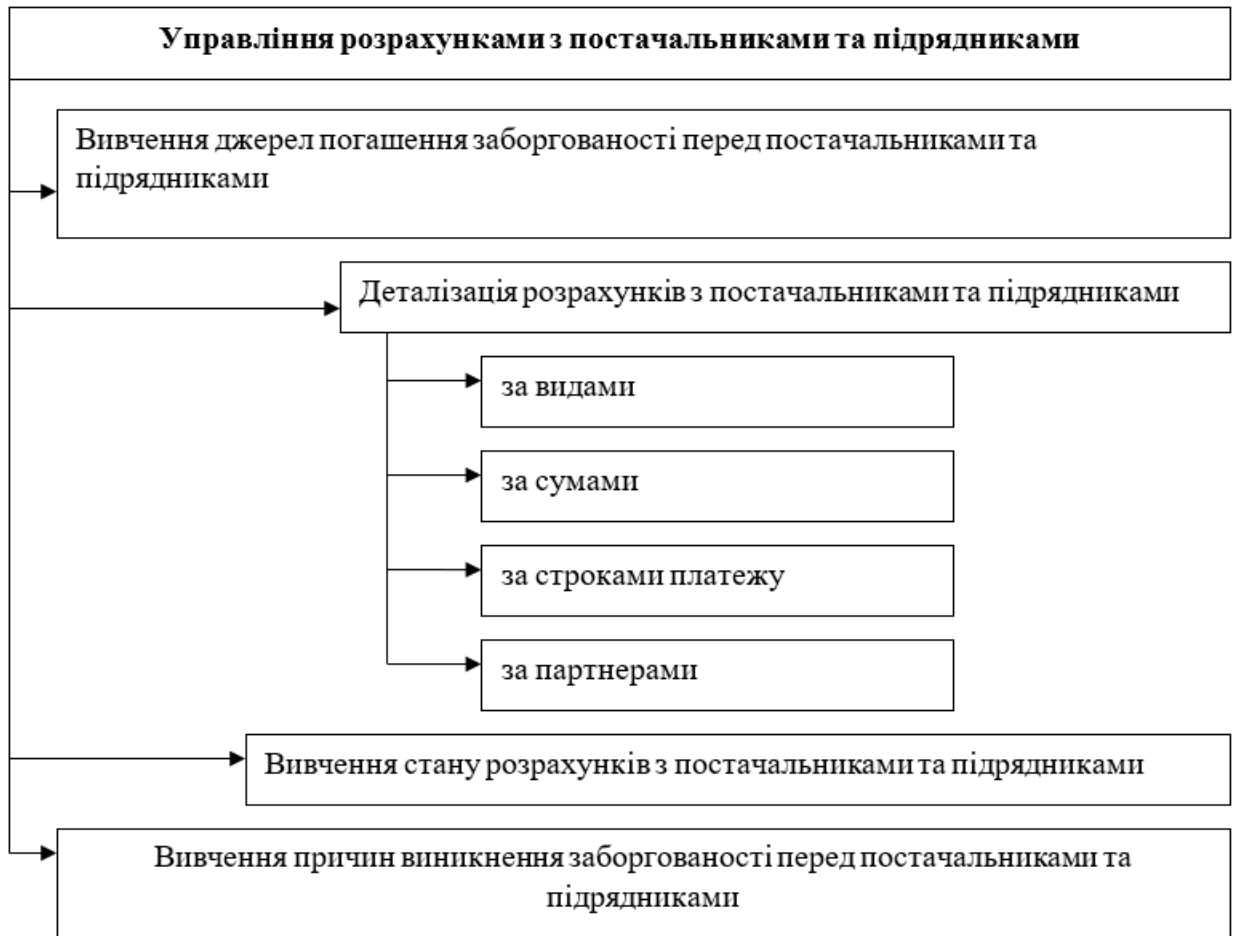 Управління розрахунками з постачальниками та підрядниками
Вивчення джерел погашення заборгованості перед постачальниками та
підрядниками
Деталізація розрахунків з постачальниками та підрядниками
за видами
за сумами
за строками платежу
за партнерами
Вивчення стану розрахунків з постачальниками та підрядниками
Вивчення причин виникнення заборгованості перед постачальниками та
підрядниками